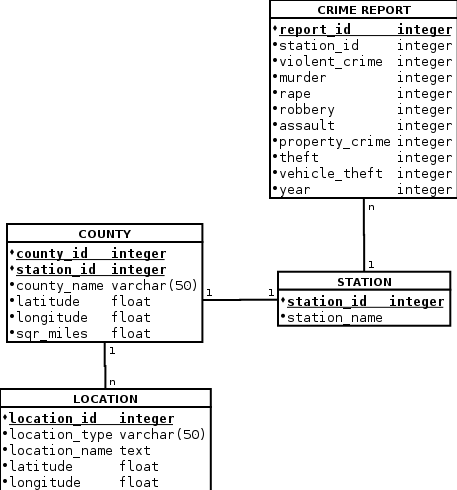 CRIME REPORT
report_id integer
station_id integer
violent_crime integer
murder integer
rape integer
robbery integer
assault integer
property_crime integer
theft integer
vehicle_theft integer
year integer
n
1
COUNTY
county_id integer
station_id integer
county_name varchar(50)
latitude float
longitude float
sqr_miles float
1
1
STATION
station_id integer
station_name
1
n
LOCATION
location_id integer
location_type varchar(50)
location_name text
latitude float
longitude float